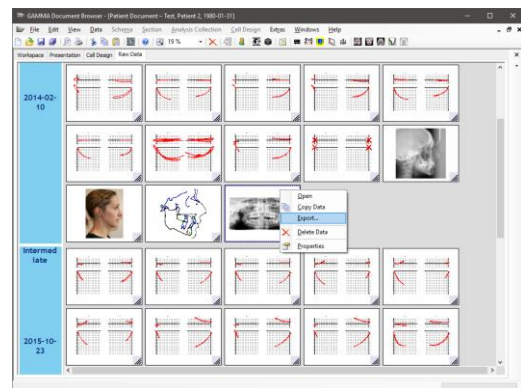 GAMMA Document Browser - [Patient Document – Test, Patient 2, 1980-01-31]
File Edit View Data Schema Section Analysis Collection Cell Design Extras Windows Help
19 %
Workspace Presentation Cell Design Raw Data
2014-02-
10
Open
Copy Data
Export...
Delete Data
Properties
Intermed
iate
2015-10-
23